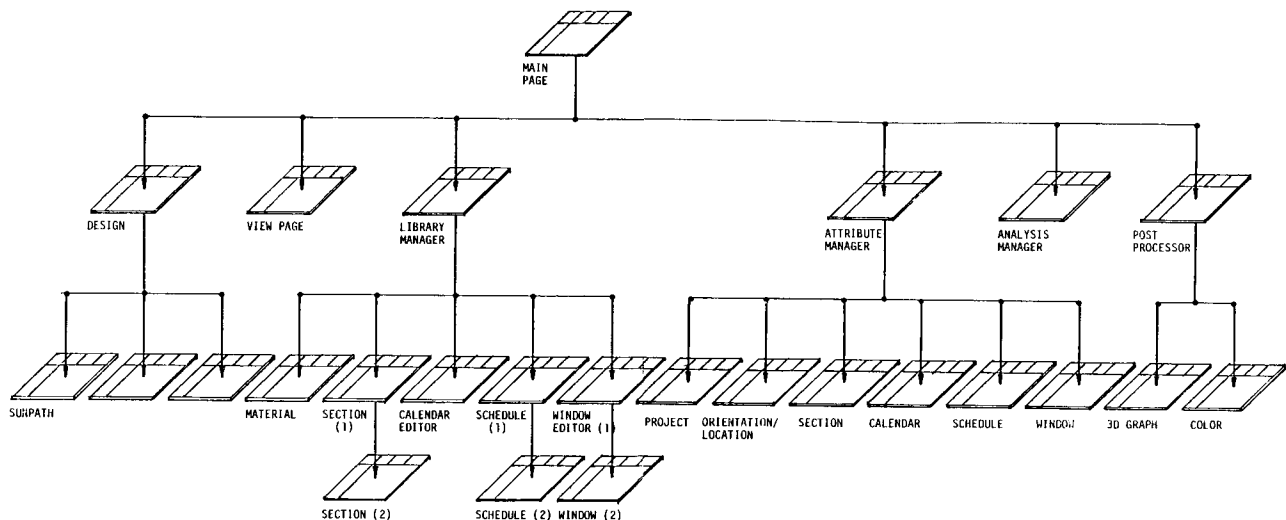 MAIN
PAGE
DESIGN
VIEW PAGE
LIBRARY
MANAGER
ATTRIBUTE
MANAGER
ANALYSIS
MANAGER
POST
PROCESSOR
SUNPATH
MATERIAL
SECTION
(1)
CALENDAR
EDITOR
SCHEDULE
(1)
WINDOW
EDITOR (1)
PROJECT
ORIENTATION/
LOCATION
SECTION
CALENDAR
SCHEDULE
WINDOW
3D GRAPH
COLOR
SECTION (2)
SCHEDULE (2)
WINDOW (2)